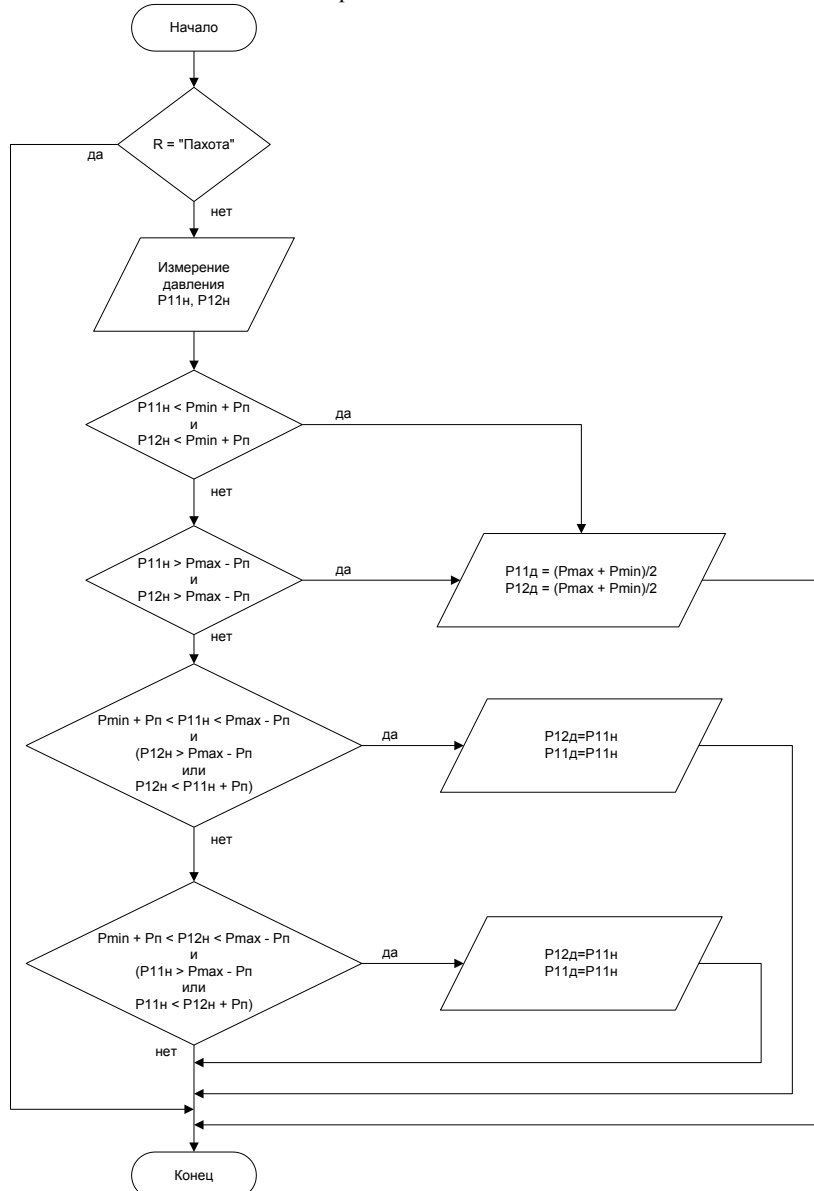 Начало
R = "Пахота"
да
нет
Измерение
давления
P11н, P12н
P11н < Pmin + Pп
и
P12н < Pmin + Pп
да
нет
P11н > Pmax - Pп
и
P12н > Pmax - Pп
да
P11д = (Pmax + Pmin)/2
P12д = (Pmax + Pmin)/2
нет
Pmin + Pп < P11н < Pmax - Pп
и
(P12н > Pmax - Pп
или
P12н < P11н + Pп)
да
P12д=P11н
P11д=P11н
нет
Pmin + Pп < P12н < Pmax - Pп
и
(P11н > Pmax - Pп
или
P11н < P12н + Pп)
да
P12д=P11н
P11д=P11н
нет
Конец